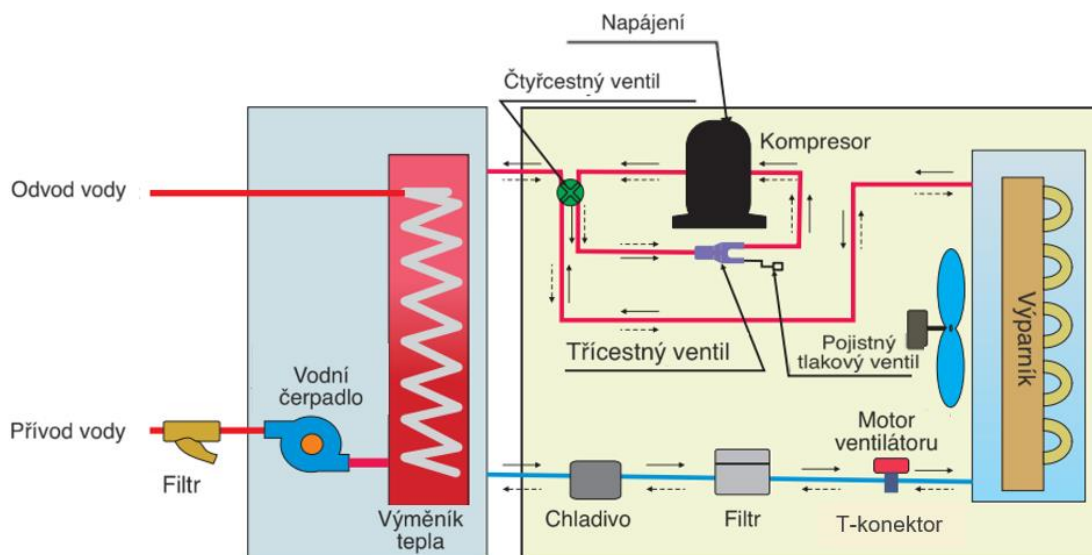 Napájení
Čtyřcestný ventil
Kompresor
Odvod vody
Třícestný ventil
Pojistný
tlakový ventil
Výparník
Vodní
čerpadlo
Přívod vody
Filtr
Výměník
tepla
Chladivo
Filtr
Motor
ventilátoru
T-konektor